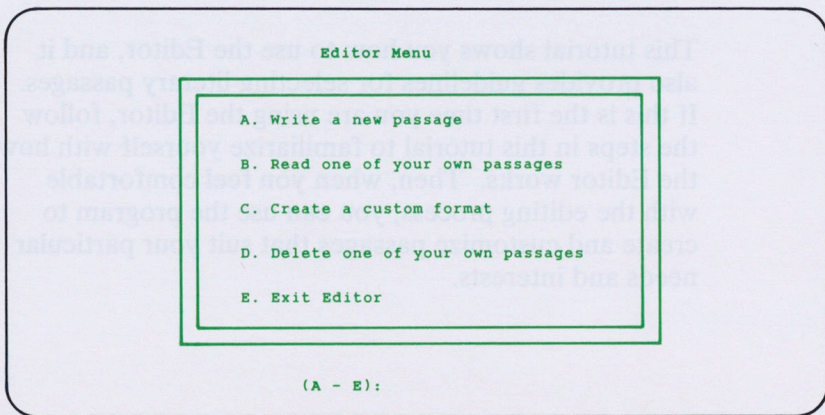 Editor Menu
A. Write a new passage
B. Read one of your own passages
C. Create a custom format
D. Delete one of your own passages
E. Exit Editor
(A - E):